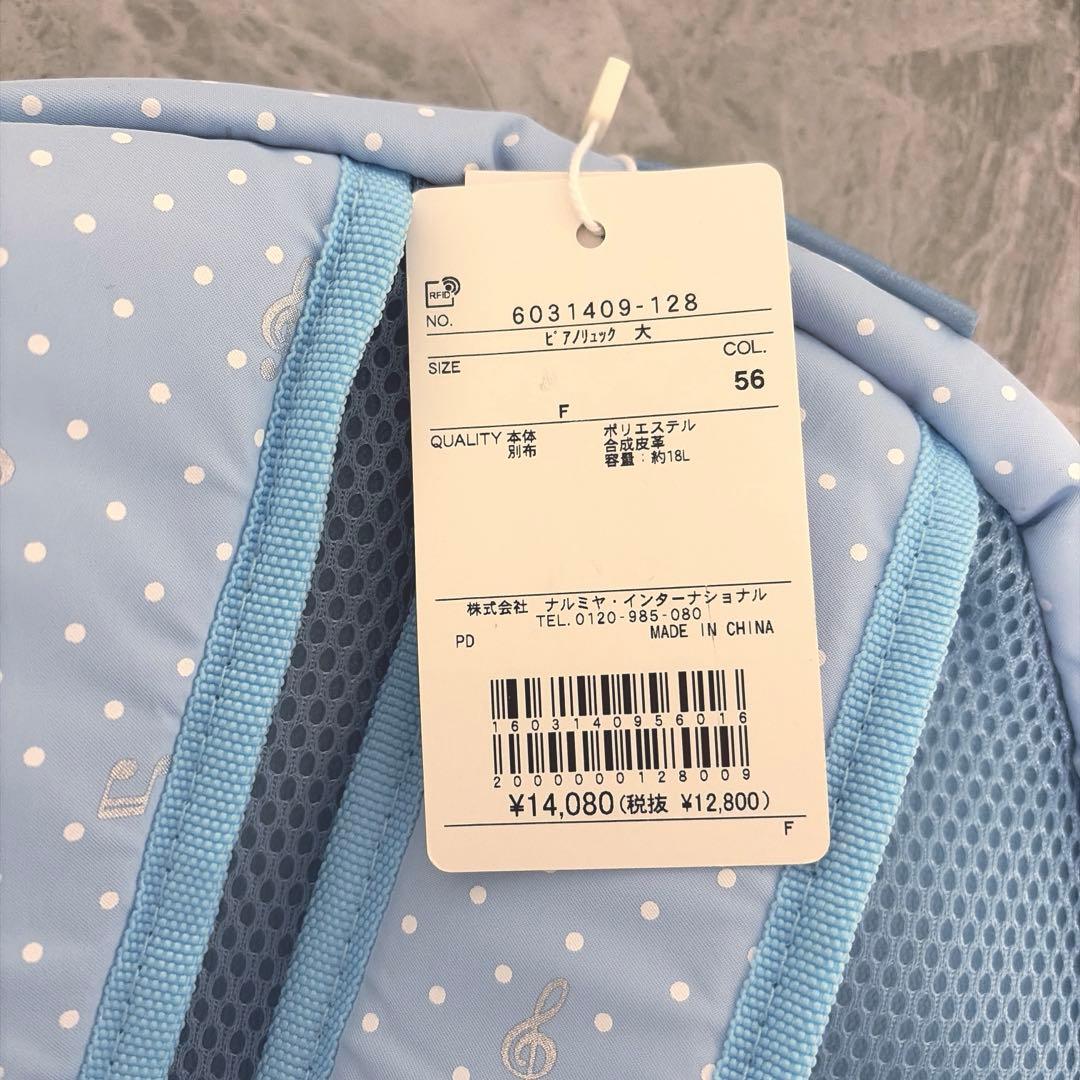 RFID
NO. 6031409-128
ﾋﾟｱﾉﾘｭｯｸ 大
SIZE COL.
56
F
QUALITY 本体 ポリエステル
別布 合成皮革
容量：約18L
株式会社 ナルミヤ・インターナショナル
TEL.0120-985-080
PD MADE IN CHINA
1603140956016
2000000128009
¥14,080(税抜 ¥12,800)
F